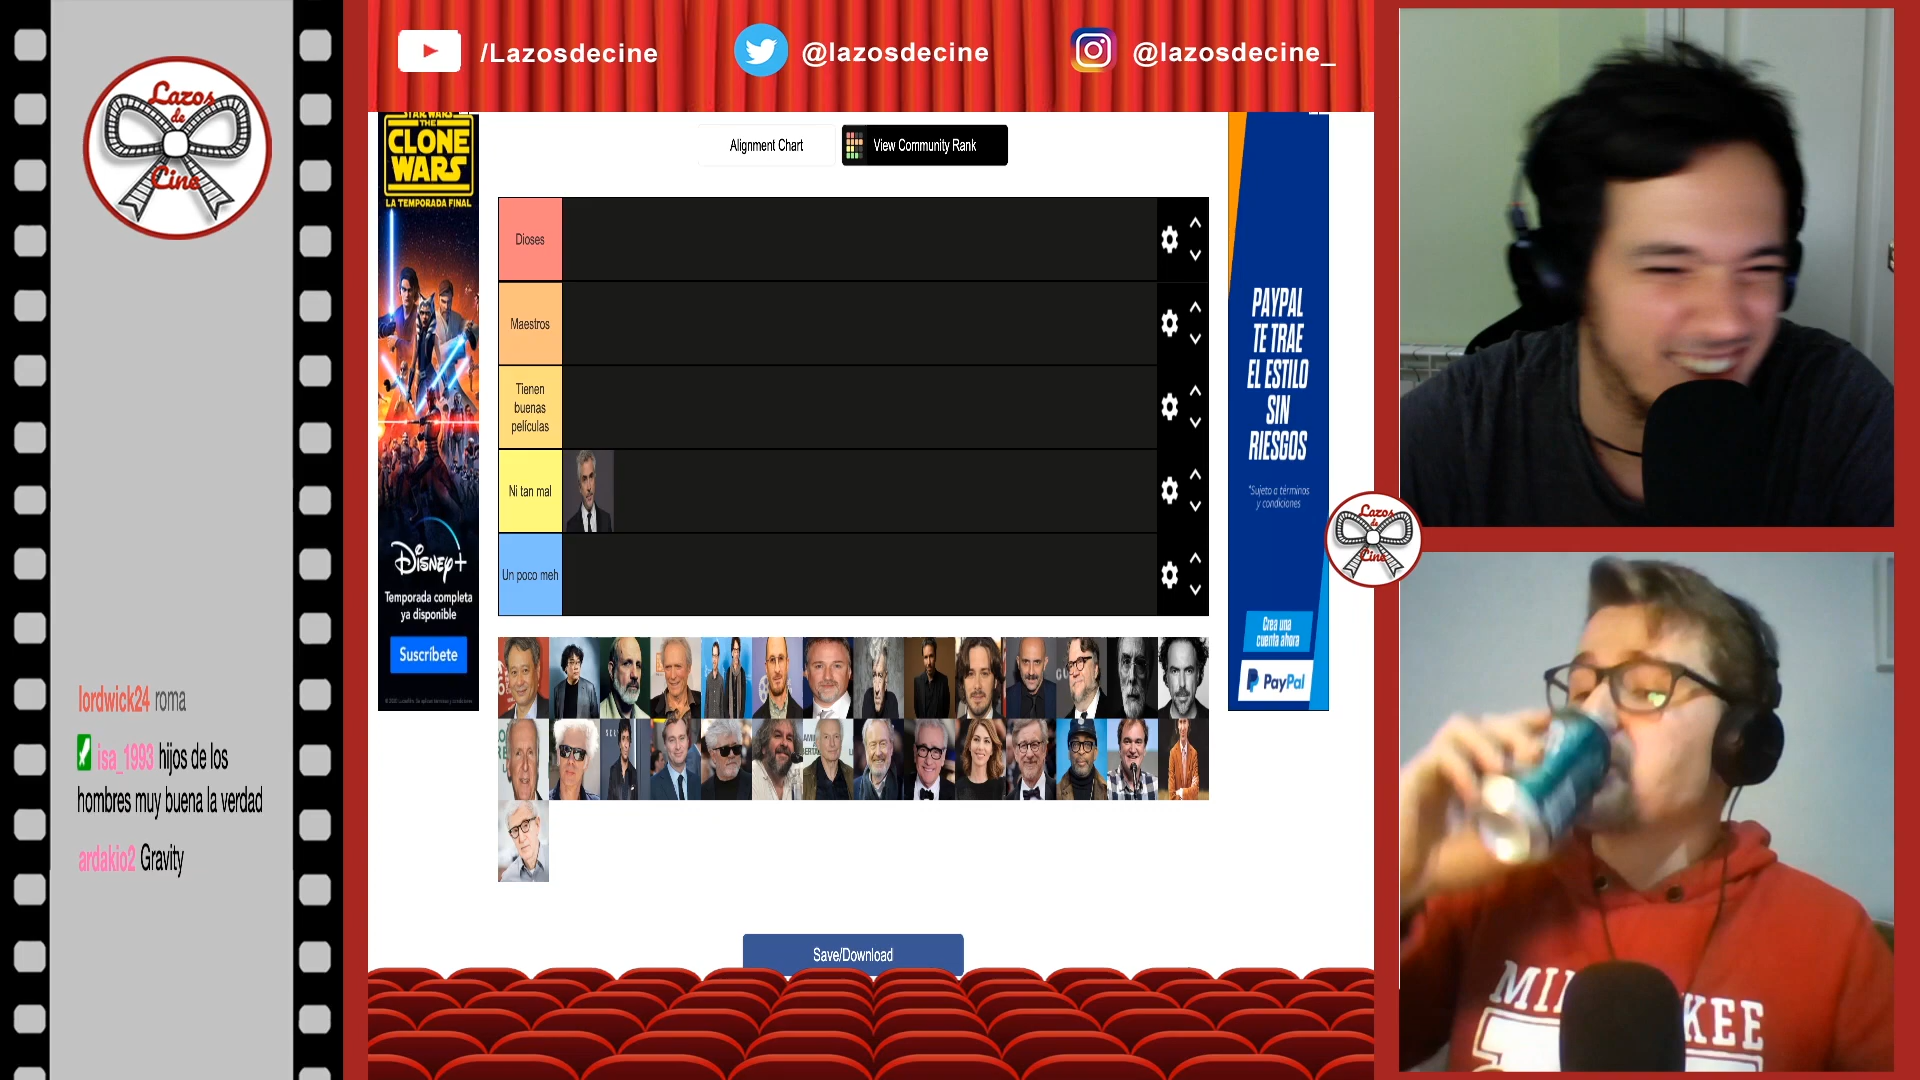 Lazos
de
Cine
/Lazosdecine
@lazosdecine
@lazosdecine_
STAR WARS
THE
CLONE
WARS
LA TEMPORADA FINAL
Disney+
Temporada completa
ya disponible
Suscríbete
Alignment Chart
View Community Rank
Dioses
Maestros
Tienen
buenas
películas
Ni tan mal
Un poco meh
Save/Download
PAYPAL
TE TRAE
EL ESTILO
SIN
RIESGOS
*Sujeto a términos
y condiciones
Crea una
cuenta ahora
PayPal
Lazos
de
Cine
lordwick24 roma
isa_1993 hijos de los
hombres muy buena la verdad
ardakio2 Gravity